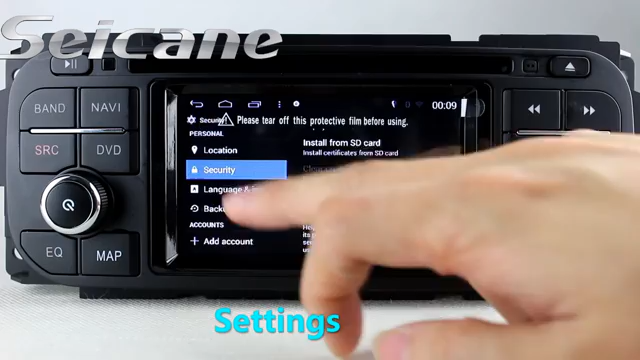 Seicane
BAND
NAVI
SRC
DVD
EQ
MAP
00:09
Please tear off this protective film before using.
PERSONAL
Location
Security
Language &
ACCOUNTS
Add account
Install from SD card
Install certificates from SD card
Settings